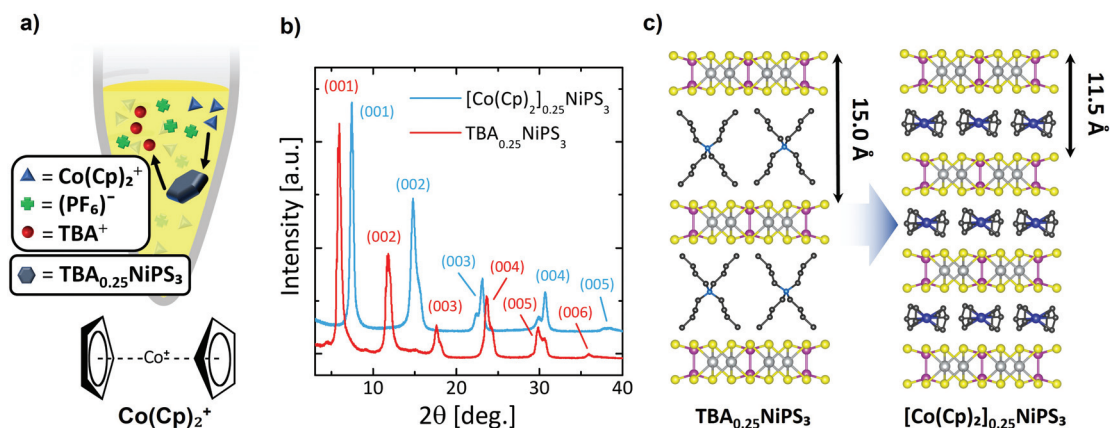 a)
= Co(Cp)₂⁺
= (PF₆)⁻
= TBA⁺
= TBA₀.₂₅NiPS₃
Co±
Co(Cp)₂⁺
b)
Intensity [a.u.]
[Co(Cp)₂]₀.₂₅NiPS₃
TBA₀.₂₅NiPS₃
(001)
(001)
(002)
(002)
(003)
(003)
(004)
(004)
(005)
(005)
(006)
10 20 30 40
2θ [deg.]
c)
15.0 Å
11.5 Å
TBA₀.₂₅NiPS₃
[Co(Cp)₂]₀.₂₅NiPS₃